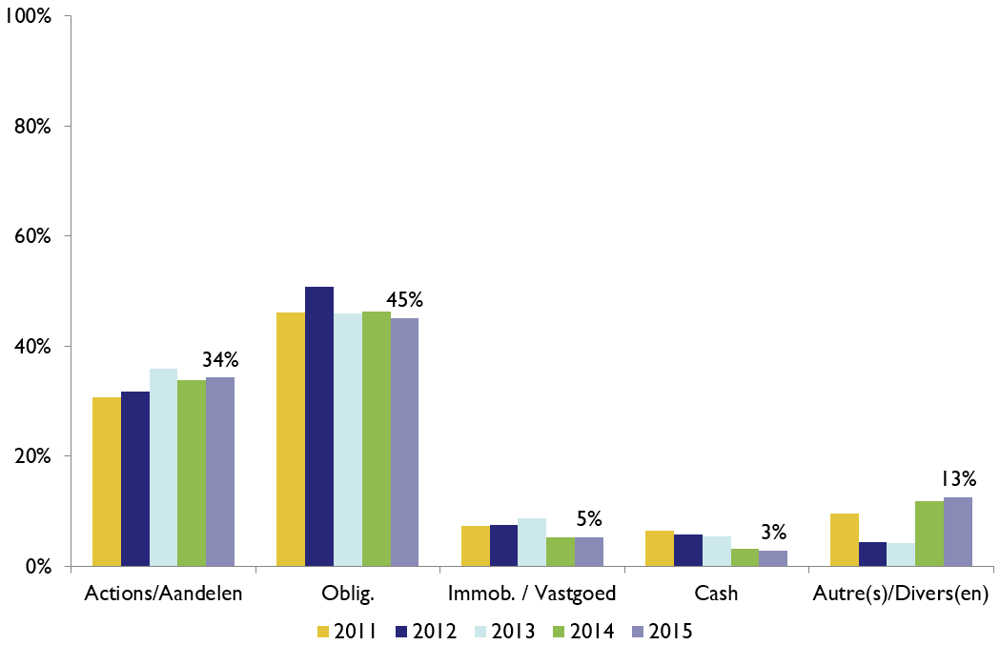 100%
80%
60%
40%
20%
0%
34%
45%
5%
3%
13%
Actions/Aandelen
Oblig.
Immob. / Vastgoed
Cash
Autre(s)/Divers(en)
2011 2012 2013 2014 2015